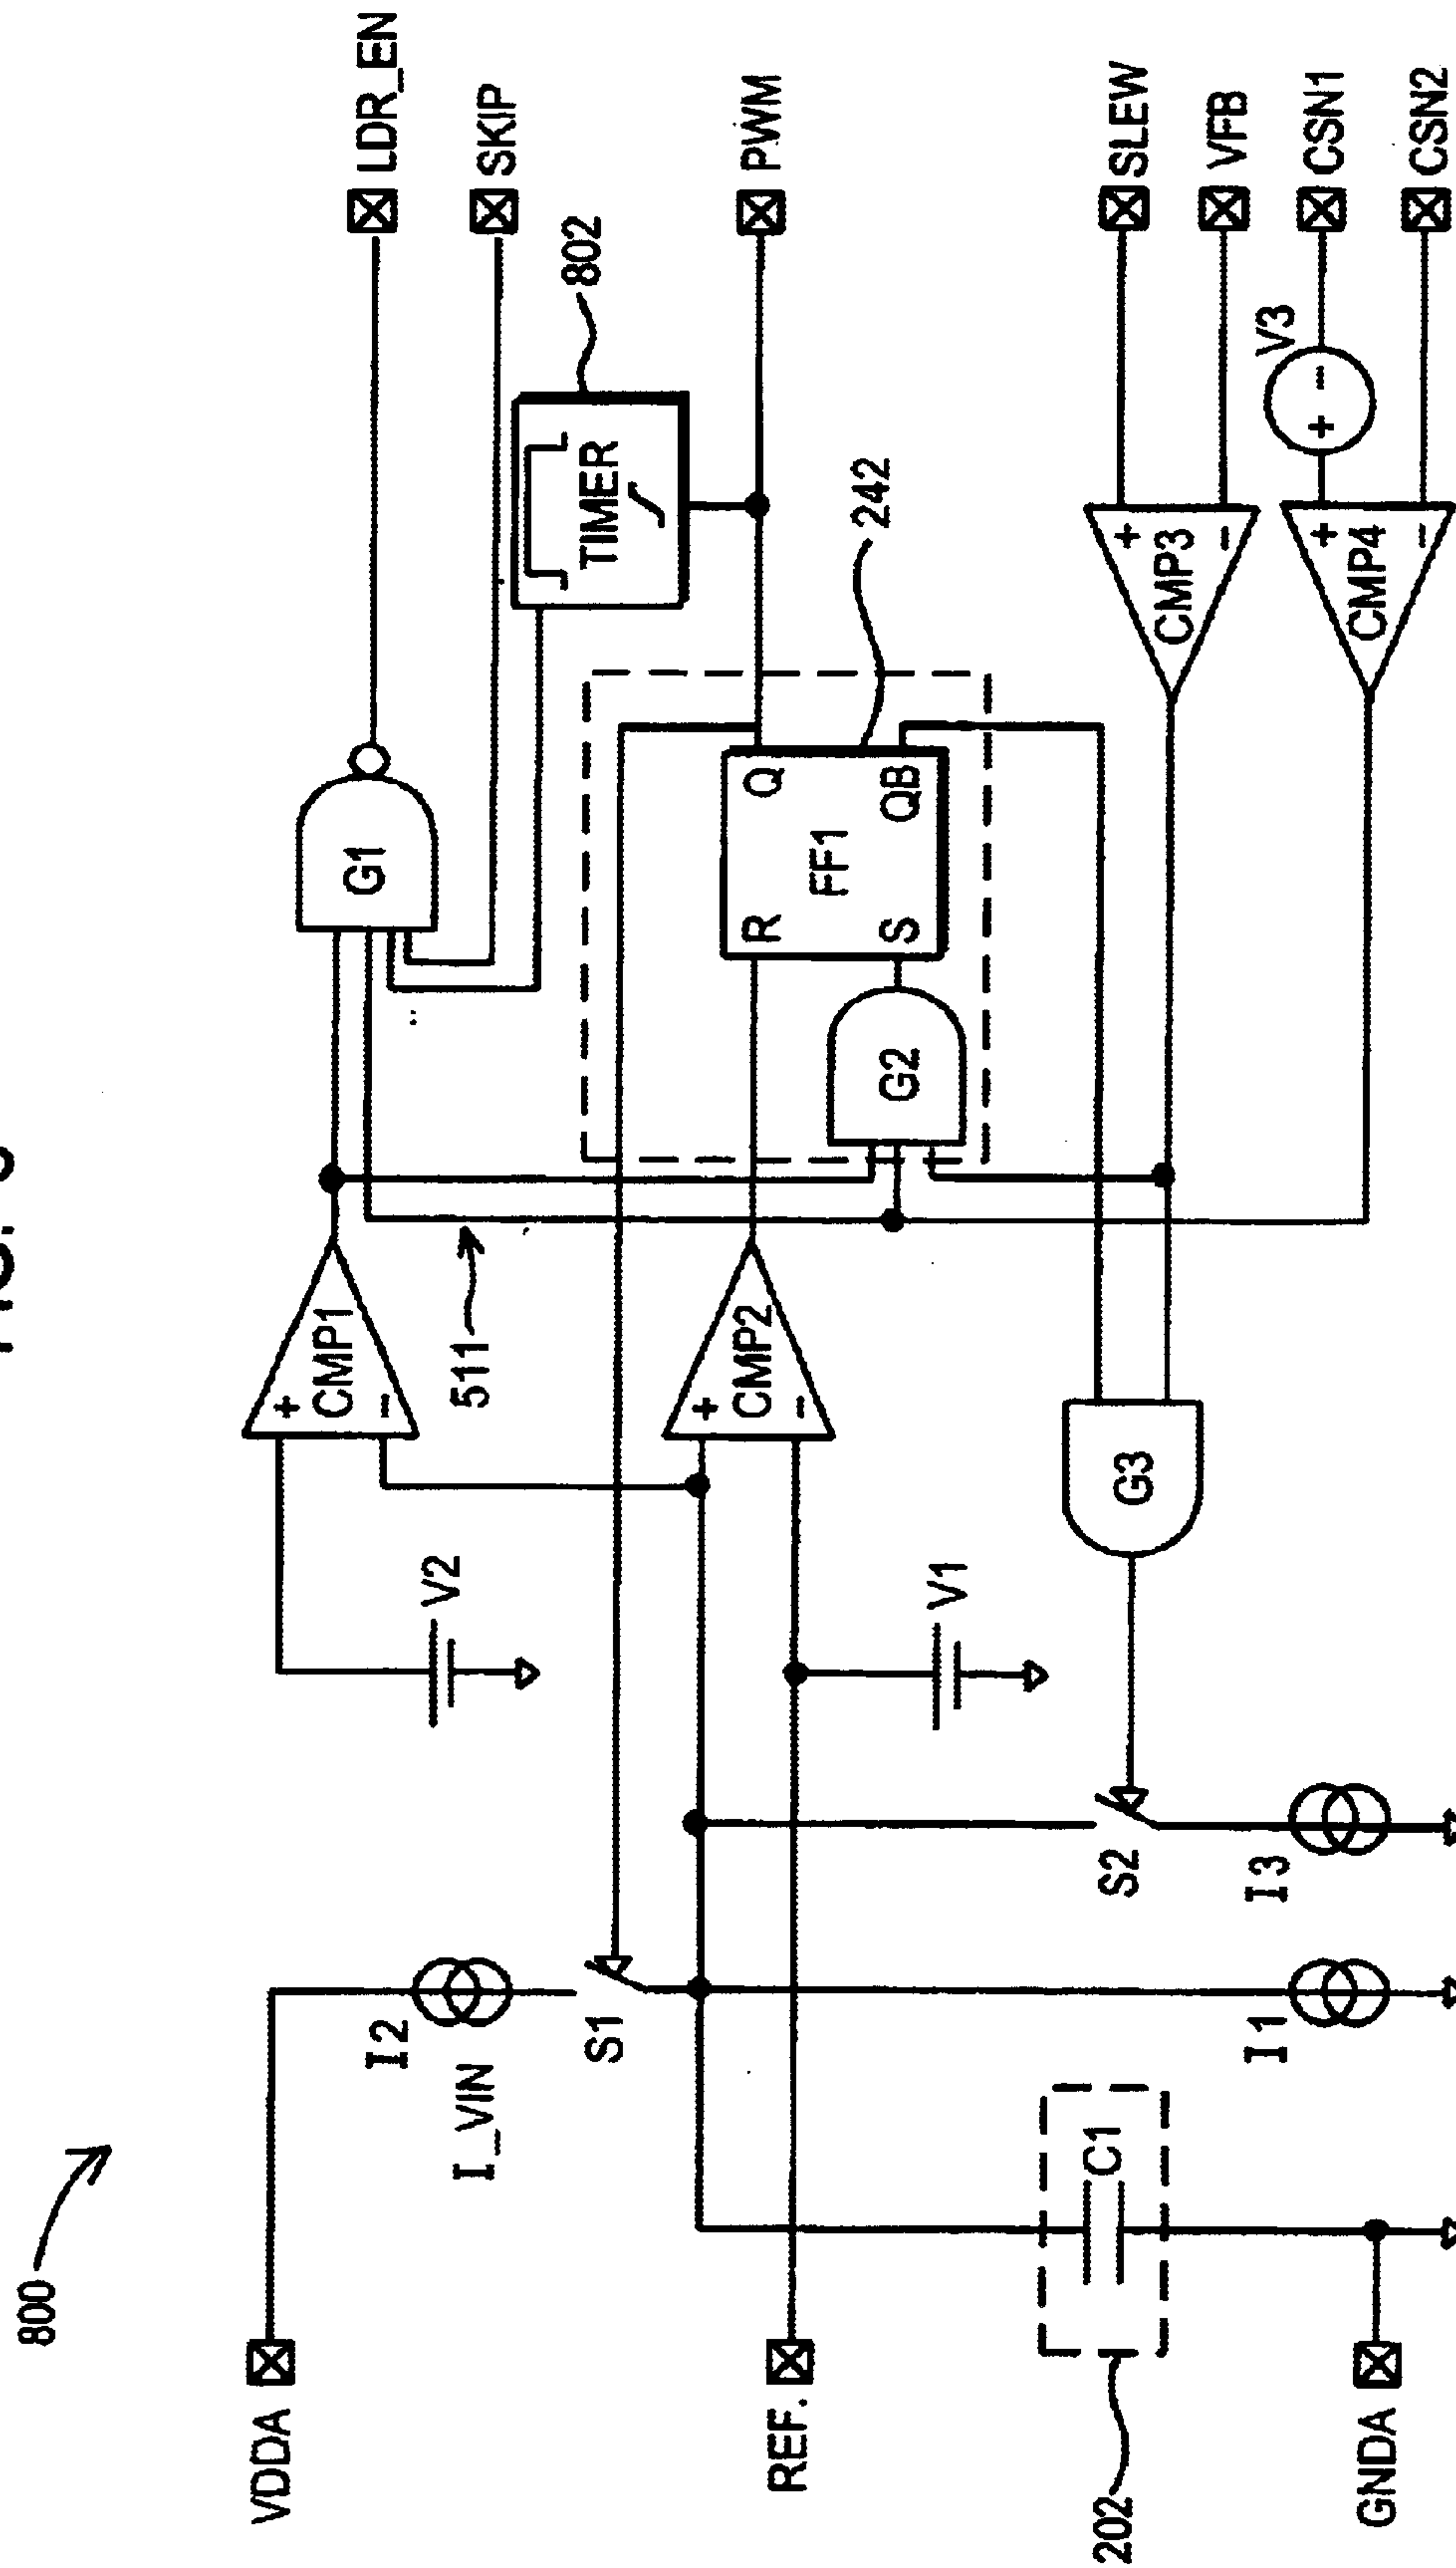 800
VDDA
I2
I_VIN
S1
REF.
202
C1
GNDA
I1
S2
I3
V2
V1
+
CMP1
−
+
CMP2
−
G3
511
G1
G2
R
Q
FF1
S
QB
242
TIMER
802
+
CMP3
−
+
CMP4
−
+
−
V3
LDR_EN
SKIP
PWM
SLEW
VFB
CSN1
CSN2